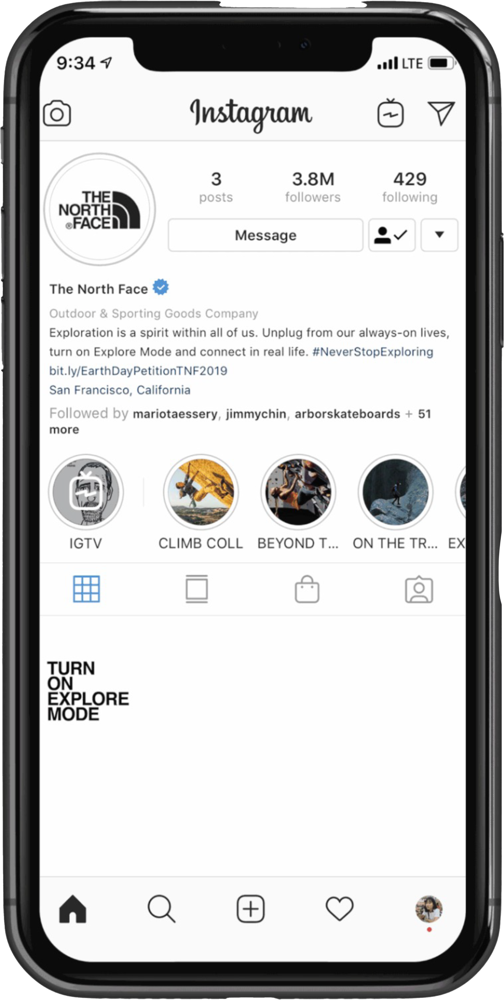 9:34 LTE
Instagram
THE
NORTH
®FACE
3 3.8M 429
posts followers following
Message
The North Face
Outdoor & Sporting Goods Company
Exploration is a spirit within all of us. Unplug from our always-on lives,
turn on Explore Mode and connect in real life. #NeverStopExploring
bit.ly/EarthDayPetitionTNF2019
San Francisco, California
Followed by mariotaessery, jimmychin, arborskateboards + 51
more
IGTV CLIMB COLL BEYOND T... ON THE TR... EX
TURN
ON
EXPLORE
MODE